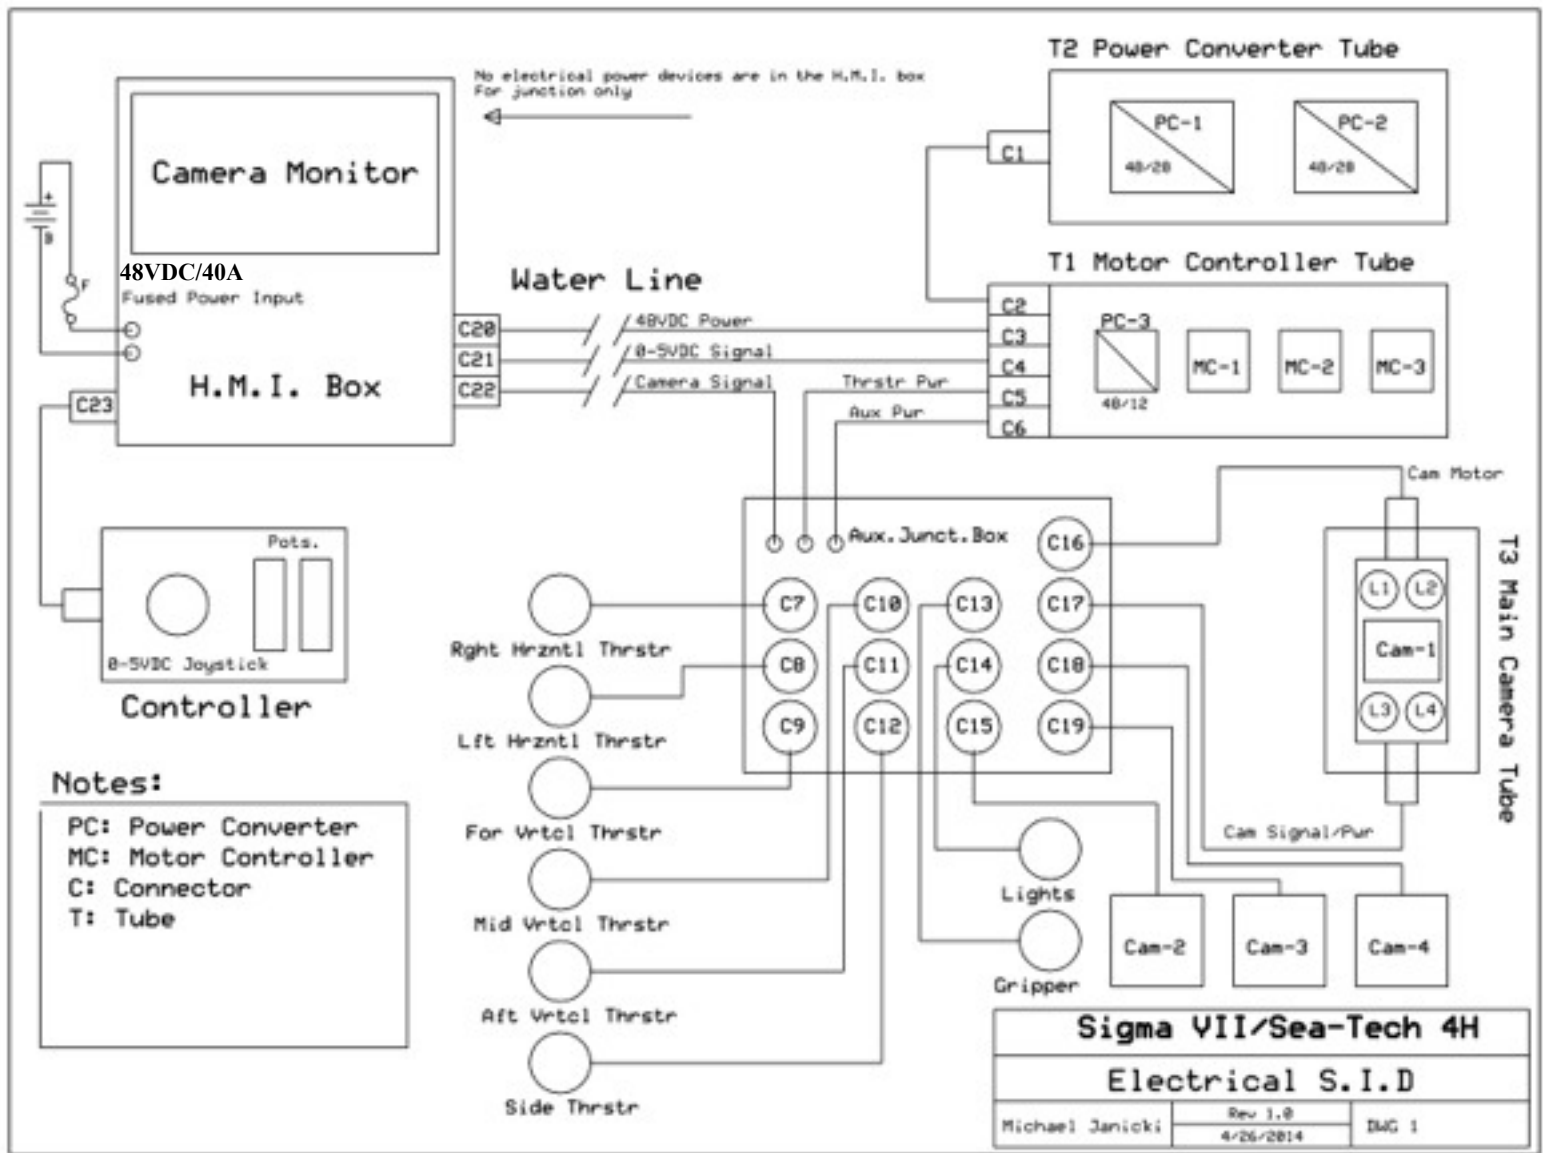 T2 Power Converter Tube
No electrical power devices are in the H.M.I. box
For junction only
PC-1
PC-2
48/28
48/28
C1
Camera Monitor
+
B
F
48VDC/40A
Fused Power Input
Water Line
T1 Motor Controller Tube
C20
C21
C22
C23
H.M.I. Box
48VDC Power
0-5VDC Signal
Camera Signal
Thrstr Pwr
Aux Pwr
C2
C3
C4
C5
C6
PC-3
48/12
MC-1
MC-2
MC-3
Cam Motor
Aux.Junct.Box
C16
C7
C10
C13
C17
C8
C11
C14
C18
C9
C12
C15
C19
T3 Main Camera Tube
L1
L2
Cam-1
L3
L4
Pots.
0-5VDC Joystick
Controller
Rght Hrzntl Thrstr
Lft Hrzntl Thrstr
For Vrtcl Thrstr
Mid Vrtcl Thrstr
Aft Vrtcl Thrstr
Side Thrstr
Cam Signal/Pwr
Lights
Gripper
Cam-2
Cam-3
Cam-4
Notes:
PC: Power Converter
MC: Motor Controller
C: Connector
T: Tube
Sigma VII/Sea-Tech 4H
Electrical S.I.D
Michael Janicki
Rev 1.0
4/26/2014
DWG 1